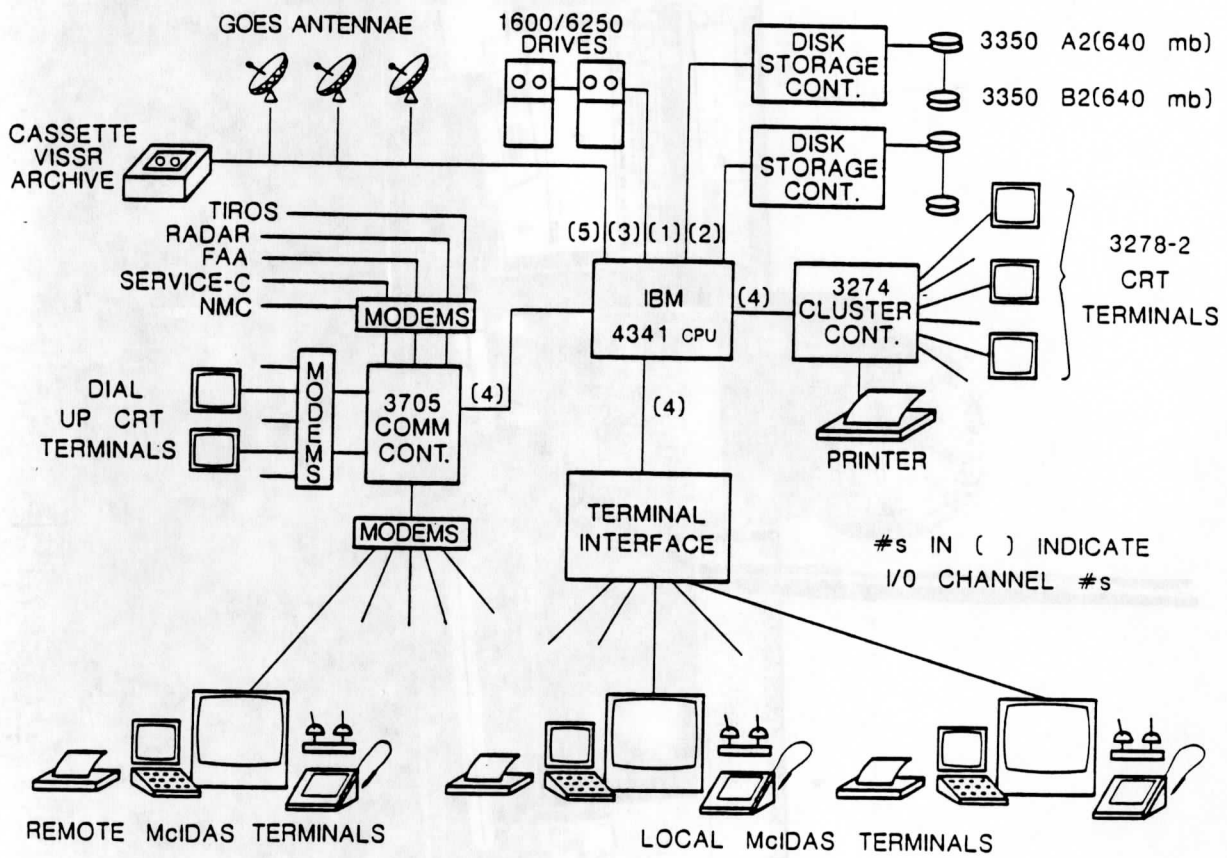 GOES ANTENNAE
1600/6250
DRIVES
DISK
STORAGE
CONT.
3350 A2(640 mb)
3350 B2(640 mb)
CASSETTE
VISSR
ARCHIVE
DISK
STORAGE
CONT.
TIROS
RADAR
FAA
SERVICE-C
NMC
MODEMS
(5) (3) (1) (2)
IBM
4341 CPU
(4)
3274
CLUSTER
CONT.
3278-2
CRT
TERMINALS
DIAL
UP CRT
TERMINALS
MODEMS
3705
COMM
CONT.
(4)
(4)
PRINTER
MODEMS
TERMINAL
INTERFACE
#s IN ( ) INDICATE
I/O CHANNEL #s
REMOTE McIDAS TERMINALS
LOCAL McIDAS TERMINALS